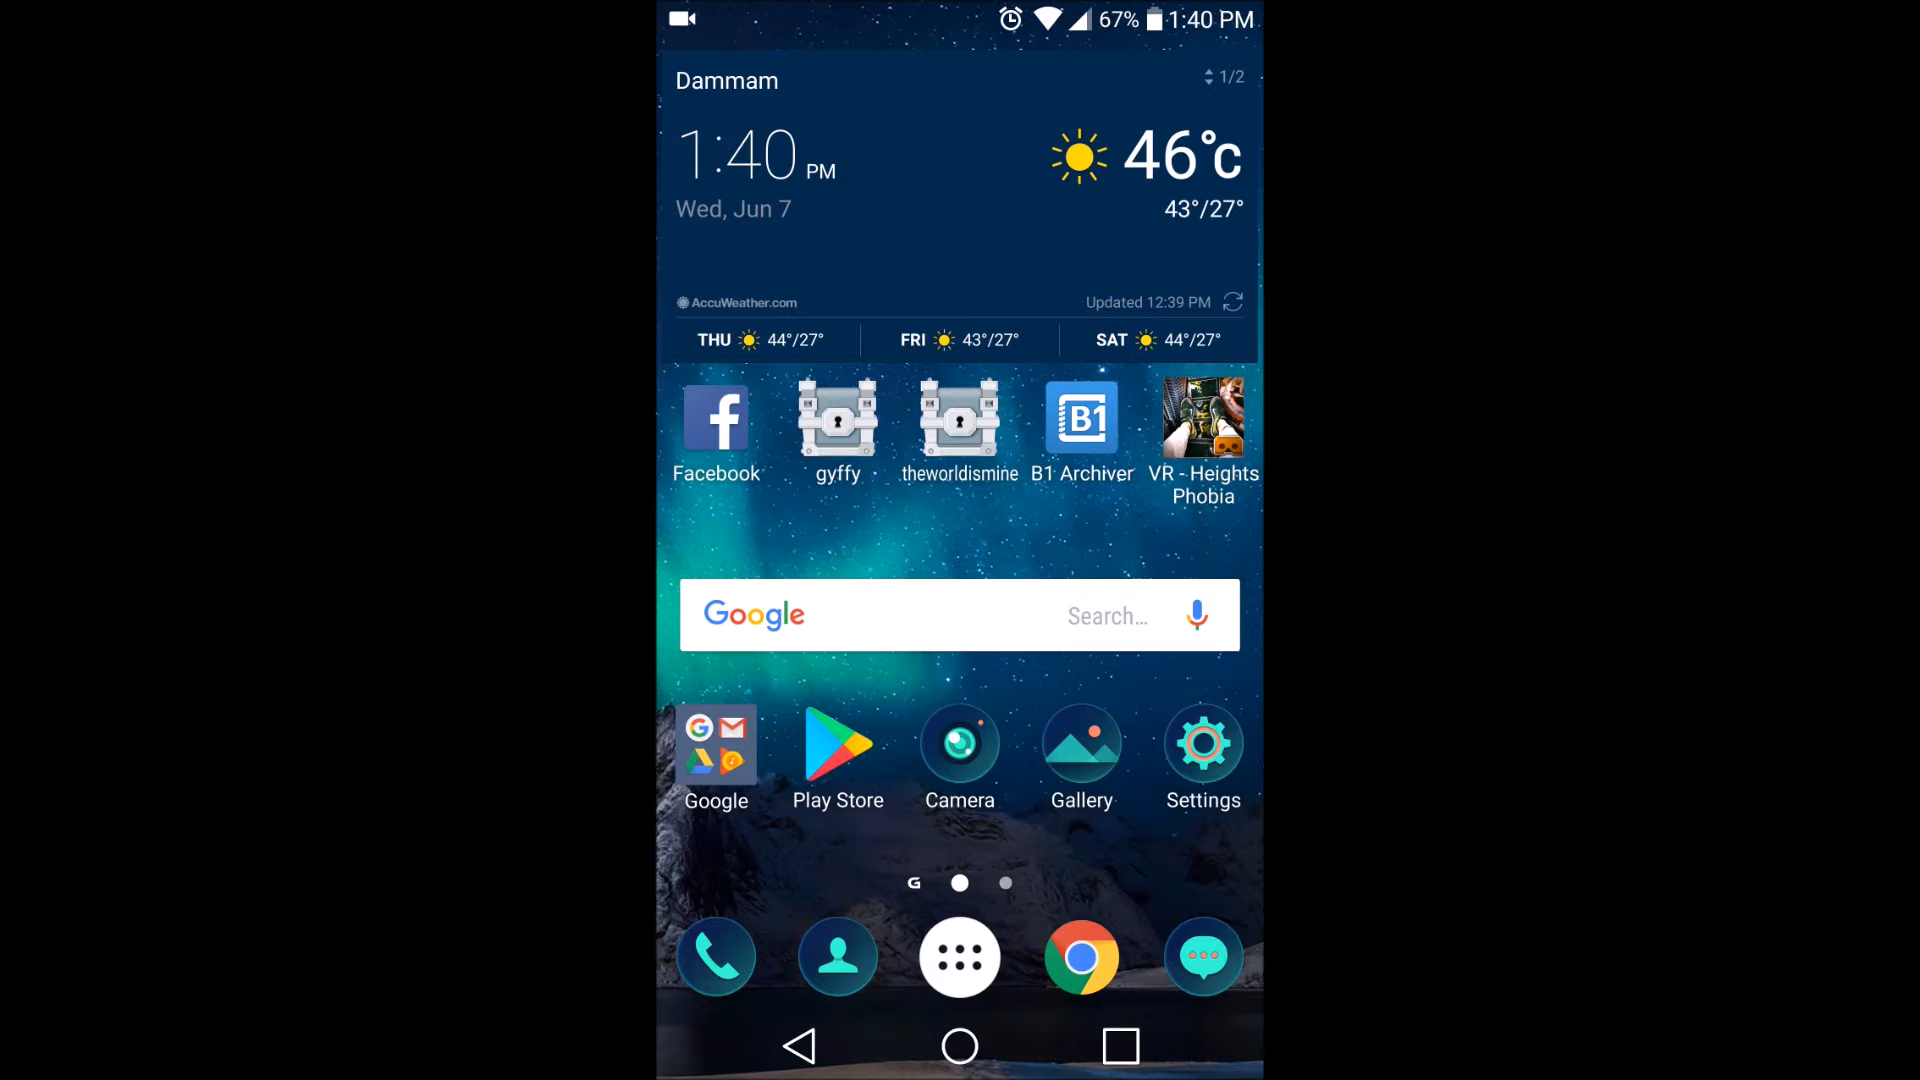 67% 1:40 PM
Dammam
1/2
1:40 PM
46°c
Wed, Jun 7
43°/27°
AccuWeather.com
Updated 12:39 PM
THU 44°/27°
FRI 43°/27°
SAT 44°/27°
B1
Facebook
gyffy
theworldismine
B1 Archiver
VR - Heights
Phobia
Google
Search...
Google
Play Store
Camera
Gallery
Settings
G